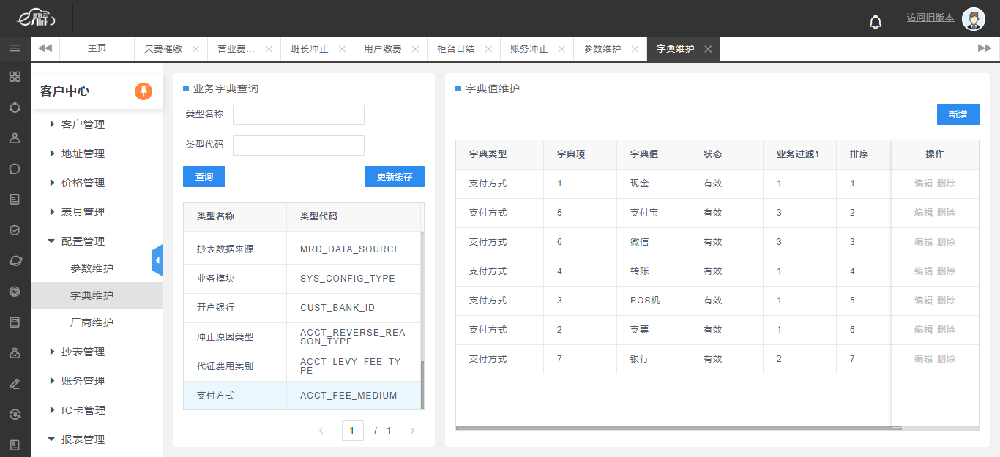 访问旧版本
主页 欠费催缴 营业费... 班长冲正 用户缴费 柜台日结 账务冲正 参数维护 字典维护
客户中心
客户管理
地址管理
价格管理
表具管理
配置管理
参数维护
字典维护
厂商维护
抄表管理
账务管理
IC卡管理
报表管理
业务字典查询
类型名称
类型代码
查询 更新缓存
类型名称 类型代码
抄表数据来源 MRD_DATA_SOURCE
业务模块 SYS_CONFIG_TYPE
开户银行 CUST_BANK_ID
冲正原因类型 ACCT_REVERSE_REA
SON_TYPE
代征费用类别 ACCT_LEVY_FEE_TY
PE
支付方式 ACCT_FEE_MEDIUM
1 / 1
字典值维护
新增
字典类型 字典项 字典值 状态 业务过滤1 排序 操作
支付方式 1 现金 有效 1 1 编辑 删除
支付方式 5 支付宝 有效 3 2 编辑 删除
支付方式 6 微信 有效 3 3 编辑 删除
支付方式 4 转账 有效 1 4 编辑 删除
支付方式 3 POS机 有效 1 5 编辑 删除
支付方式 2 支票 有效 1 6 编辑 删除
支付方式 7 银行 有效 2 7 编辑 删除